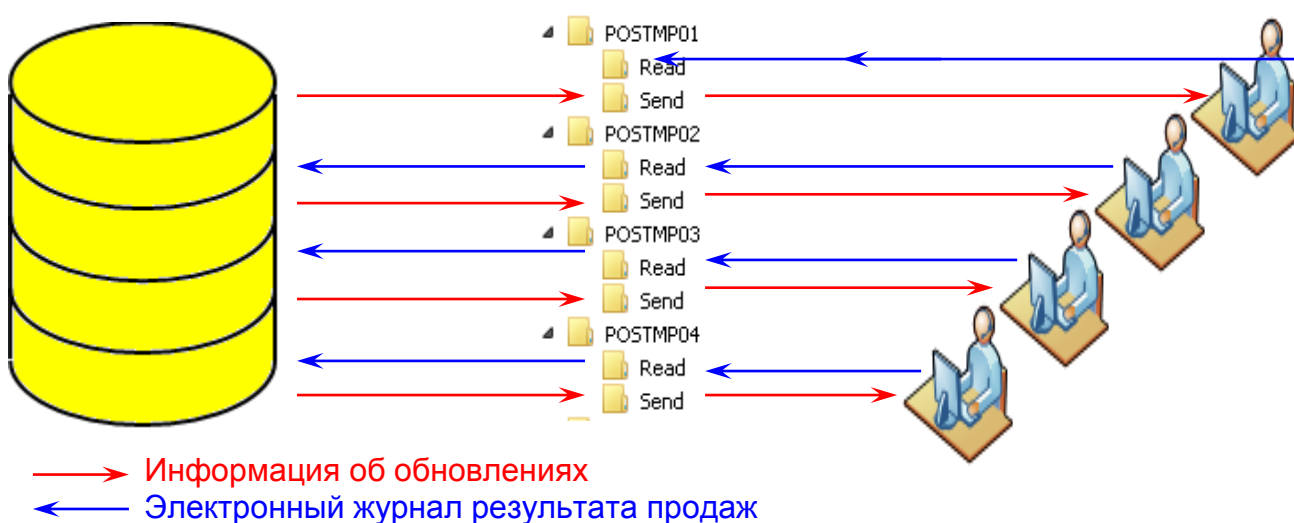 POSTMP01
Read
Send
POSTMP02
Read
Send
POSTMP03
Read
Send
POSTMP04
Read
Send
Информация об обновлениях
Электронный журнал результата продаж